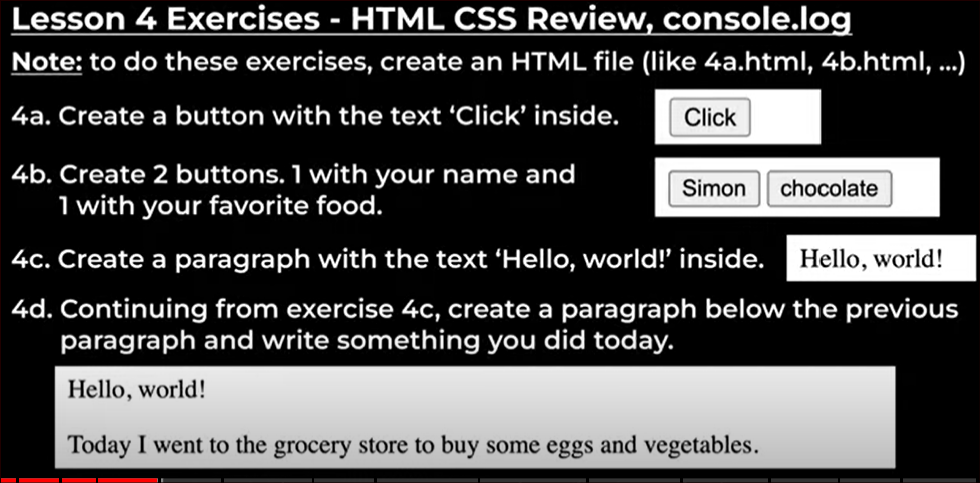 Lesson 4 Exercises - HTML CSS Review, console.log
Note: to do these exercises, create an HTML file (like 4a.html, 4b.html, ...)
4a. Create a button with the text ‘Click’ inside.
Click
4b. Create 2 buttons. 1 with your name and
1 with your favorite food.
Simon chocolate
4c. Create a paragraph with the text ‘Hello, world!’ inside.
Hello, world!
4d. Continuing from exercise 4c, create a paragraph below the previous
paragraph and write something you did today.
Hello, world!
Today I went to the grocery store to buy some eggs and vegetables.